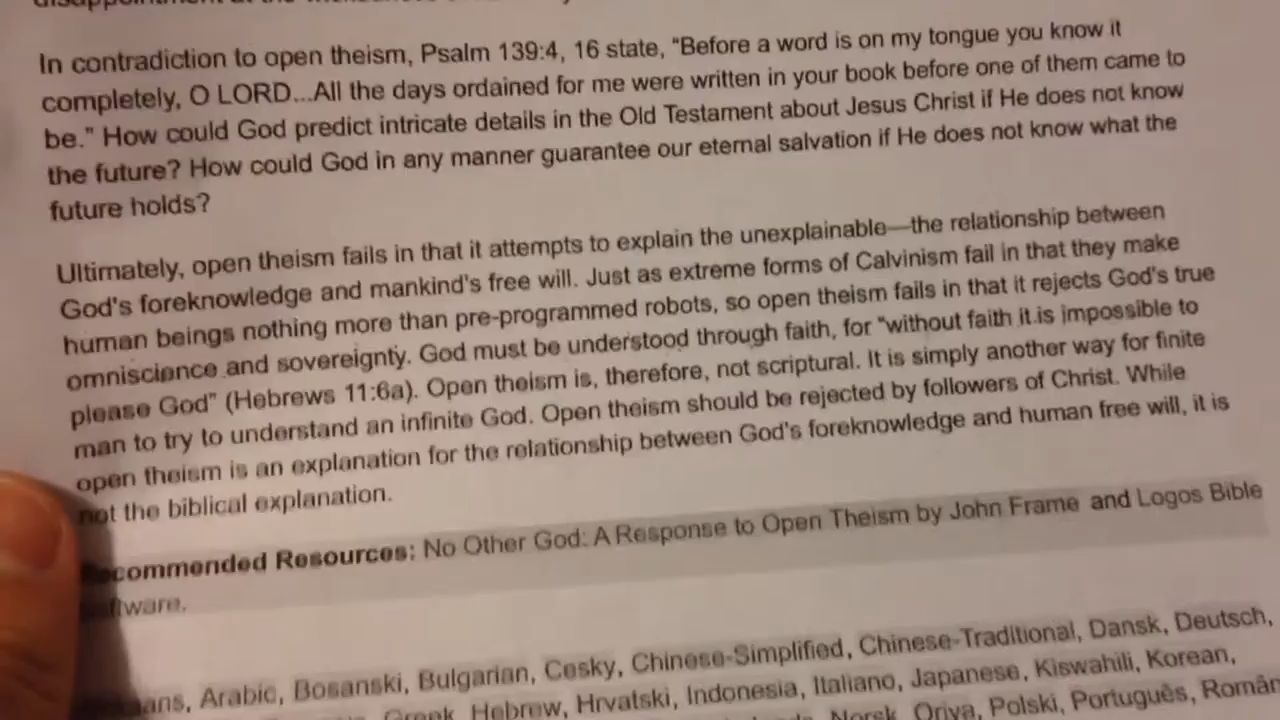 In contradiction to open theism, Psalm 139:4, 16 state, “Before a word is on my tongue you know it
completely, O LORD...All the days ordained for me were written in your book before one of them came to
be.” How could God predict intricate details in the Old Testament about Jesus Christ if He does not know
the future? How could God in any manner guarantee our eternal salvation if He does not know what the
future holds?
Ultimately, open theism fails in that it attempts to explain the unexplainable—the relationship between
God's foreknowledge and mankind's free will. Just as extreme forms of Calvinism fail in that they make
human beings nothing more than pre-programmed robots, so open theism fails in that it rejects God's true
omniscience and sovereignty. God must be understood through faith, for “without faith it is impossible to
please God” (Hebrews 11:6a). Open theism is, therefore, not scriptural. It is simply another way for finite
man to try to understand an infinite God. Open theism should be rejected by followers of Christ. While
open theism is an explanation for the relationship between God's foreknowledge and human free will, it is
not the biblical explanation.
commended Resources: No Other God: A Response to Open Theism by John Frame and Logos Bible
ftware.
aans, Arabic, Bosanski, Bulgarian, Cesky, Chinese-Simplified, Chinese-Traditional, Dansk, Deutsch,
Greek, Hebrew, Hrvatski, Indonesia, Italiano, Japanese, Kiswahili, Korean,
Norsk, Oriya, Polski, Português, Român